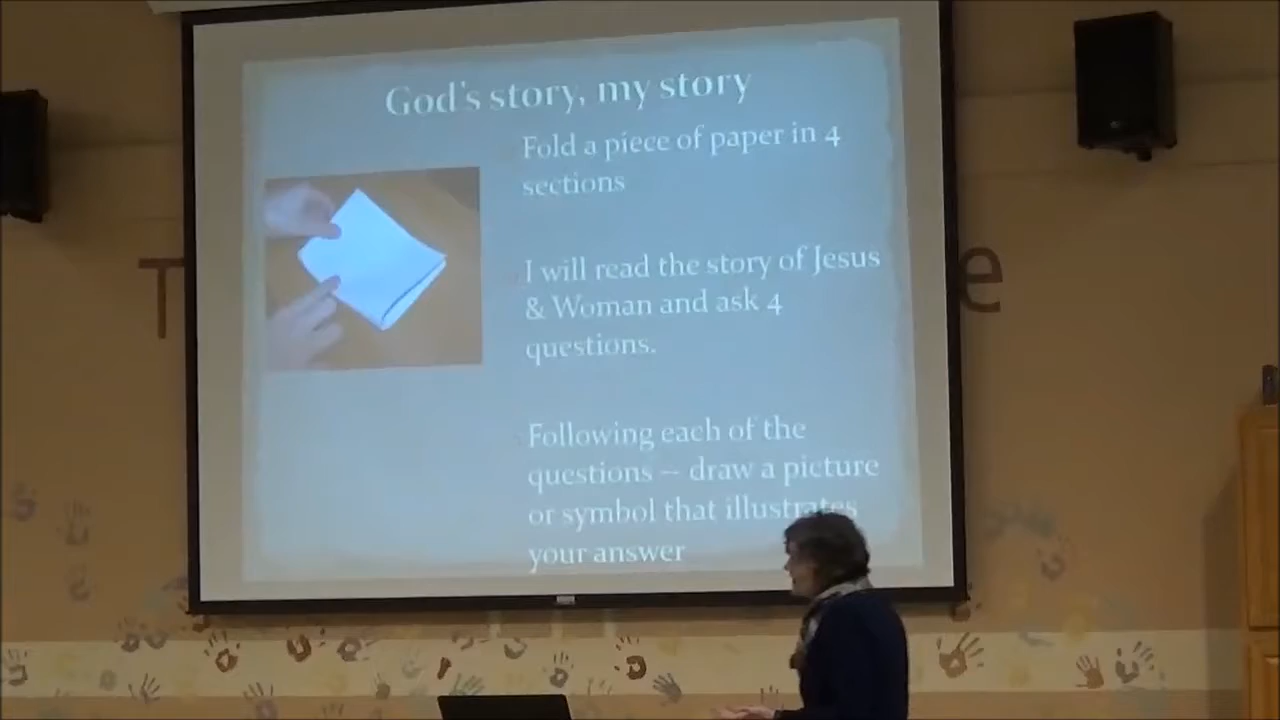 God's story, my story
Fold a piece of paper in 4
sections
I will read the story of Jesus
& Woman and ask 4
questions.
Following each of the
questions – draw a picture
or symbol that illustrates
your answer
T
e